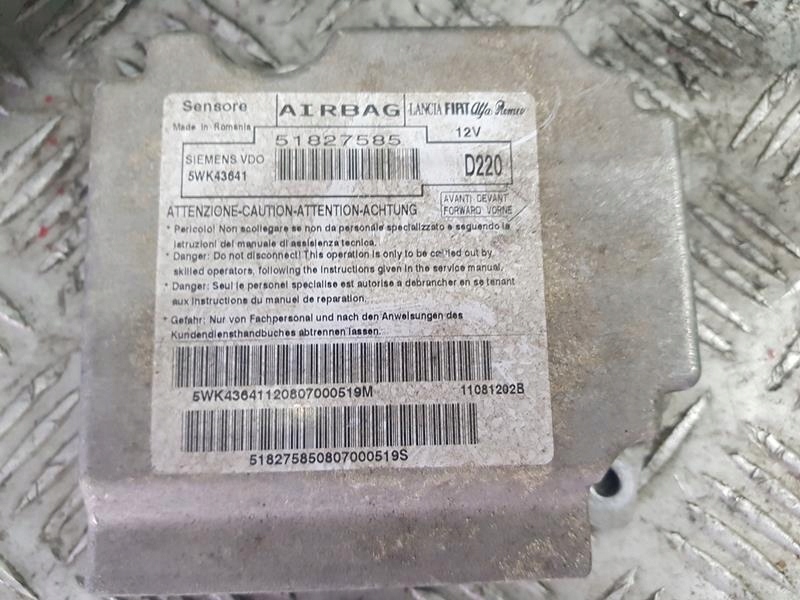 Sensore AIRBAG LANCIA FIAT Alfa Romeo
Made in Romania 51827585 12V
SIEMENS VDO
5WK43641 D220
ATTENZIONE-CAUTION-ATTENTION-ACHTUNG
AVANTI DEVANT
FORWARD VORNE
* Pericolo! Non scollegare se non da personale specializzato e seguendo le
istruzioni del manuale di assistenza tecnica.
* Danger: Do not disconnect! This operation is only to be carried out by
skilled operators, following the instructions given in the service manual.
* Danger: Seul le personel specialise est autorise a debrancher en se tenant
aux instructions du manuel de reparation.
* Gefahr: Nur von Fachpersonal und nach den Anweisungen des
Kundendiensthandbuches abtrennen lassen.
5WK43641120807000519M 11081202B
518275850807000519S